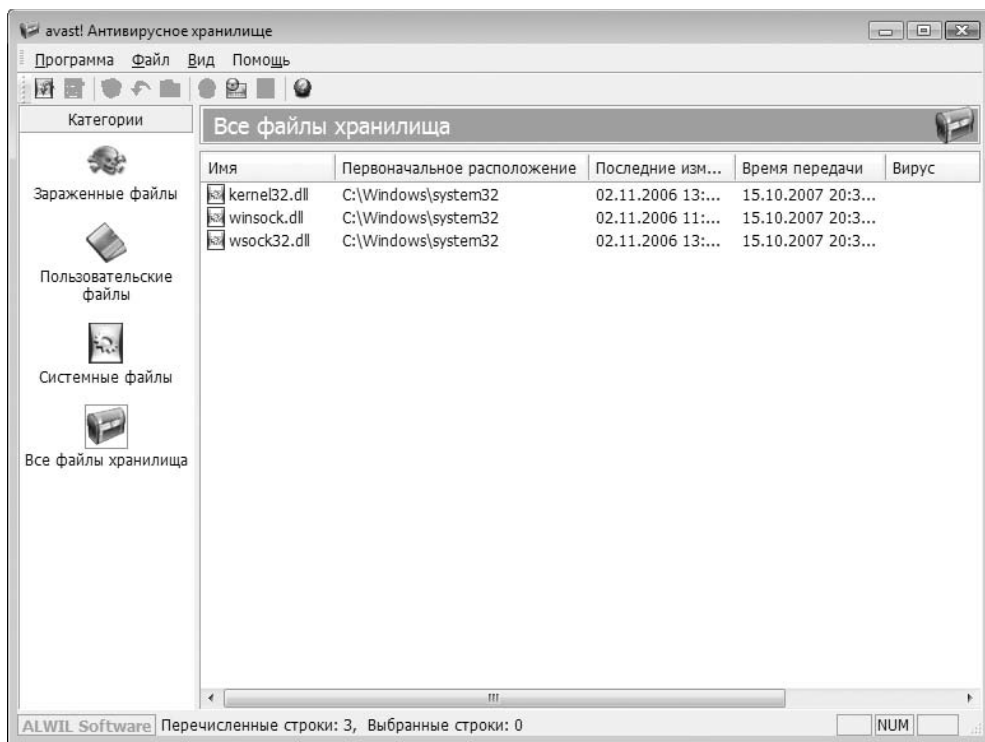 avast! Антивирусное хранилище
Программа Файл Вид Помощь
Категории
Зараженные файлы
Пользовательские
файлы
Системные файлы
Все файлы хранилища
Все файлы хранилища
Имя Первоначальное расположение Последние изм... Время передачи Вирус
kernel32.dll C:\Windows\system32 02.11.2006 13:... 15.10.2007 20:3...
winsock.dll C:\Windows\system32 02.11.2006 11:... 15.10.2007 20:3...
wsock32.dll C:\Windows\system32 02.11.2006 13:... 15.10.2007 20:3...
ALWIL Software Перечисленные строки: 3, Выбранные строки: 0 NUM